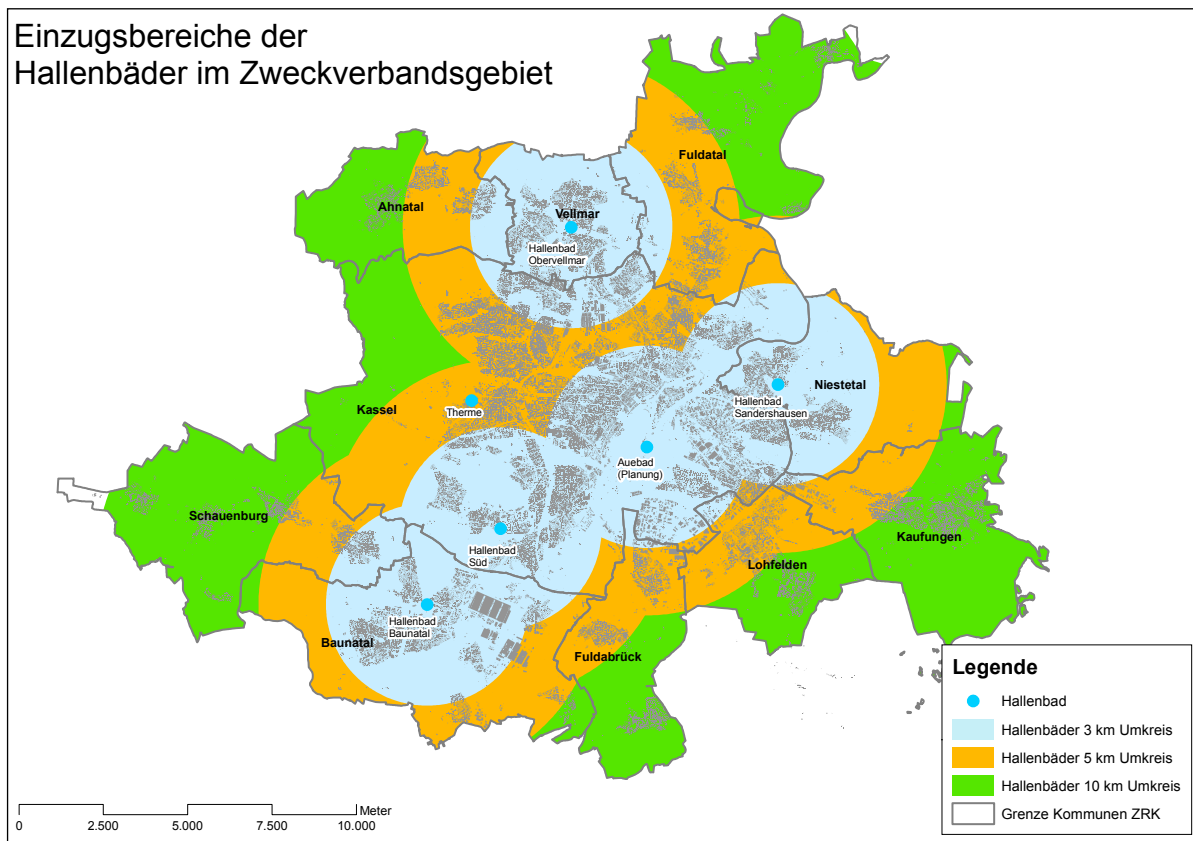 Einzugsbereiche der
Hallenbäder im Zweckverbandsgebiet
Fuldatal
Ahnatal
Vellmar
Hallenbad
Obervellmar
Kassel
Therme
Niestetal
Hallenbad
Sandershausen
Auebad
(Planung)
Schauenburg
Hallenbad
Süd
Kaufungen
Lohfelden
Hallenbad
Baunatal
Baunatal
Fuldabrück
Legende
Hallenbad
Hallenbäder 3 km Umkreis
Hallenbäder 5 km Umkreis
Hallenbäder 10 km Umkreis
Grenze Kommunen ZRK
Meter
0 2.500 5.000 7.500 10.000